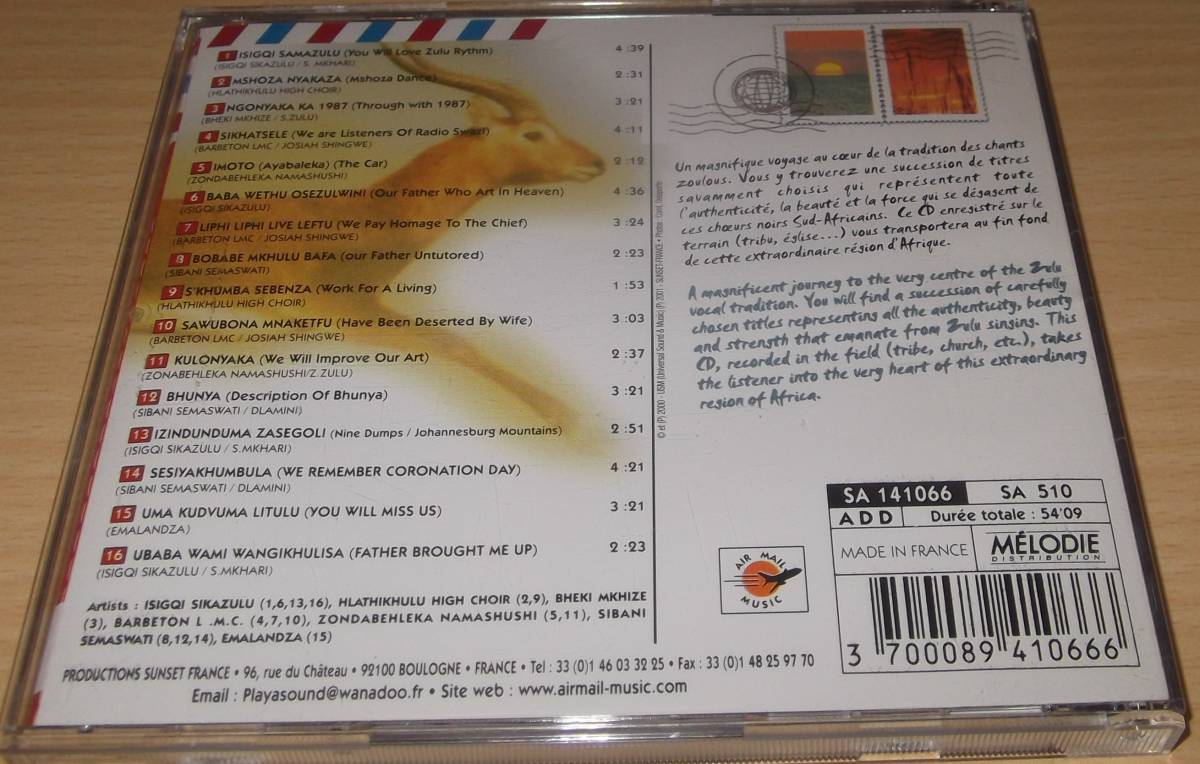 1 ISIGQI SAMAZULU (You Will Love Zulu Rythm) 4 :39
(ISIGQI SIKAZULU / S. MKHARI)
2 MSHOZA NYAKAZA (Mshoza Dance) 2 :31
(HLATHIKHULU HIGH CHOIR)
3 NGONYAKA KA 1987 (Through with 1987) 3 :21
(BHEKI MKHIZE / S.ZULU)
4 SIKHATSELE (We are Listeners Of Radio Swazi) 4 :11
(BARBETON LMC / JOSIAH SHINGWE)
5 IMOTO (Ayabaleka) (The Car) 2 :12
(ZONDABEHLEKA NAMASHUSHI)
6 BABA WETHU OSEZULWINI (Our Father Who Art In Heaven) 4 :36
(ISIGQI SIKAZULU)
7 LIPHI LIPHI LIVE LEFTU (We Pay Homage To The Chief) 3 :24
(BARBETON LMC / JOSIAH SHINGWE)
8 BOBABE MKHULU BAFA (our Father Untutored) 2 :23
(SIBANI SEMASWATI)
9 S'KHUMBA SEBENZA (Work For A Living) 1 :53
(HLATHIKHULU HIGH CHOIR)
10 SAWUBONA MNAKETFU (Have Been Deserted By Wife) 3 :03
(BARBETON LMC / JOSIAH SHINGWE)
11 KULONYAKA (We Will Improve Our Art) 2 :37
(ZONABEHLEKA NAMASHUSHI/Z.ZULU)
12 BHUNYA (Description Of Bhunya) 3 :21
(SIBANI SEMASWATI / DLAMINI)
13 IZINDUNDUMA ZASEGOLI (Nine Dumps / Johannesburg Mountains) 2 :51
(ISIGQI SIKAZULU / S.MKHARI)
14 SESIYAKHUMBULA (WE REMEMBER CORONATION DAY) 4 :21
(SIBANI SEMASWATI / DLAMINI)
15 UMA KUDVUMA LITULU (YOU WILL MISS US) 3 :21
(EMALANDZA)
16 UBABA WAMI WANGIKHULISA (FATHER BROUGHT ME UP) 2 :23
(ISIGQI SIKAZULU / S.MKHARI)
Artists : ISIGQI SIKAZULU (1,6,13,16), HLATHIKHULU HIGH CHOIR (2,9), BHEKI MKHIZE
(3), BARBETON L .M.C. (4,7,10), ZONDABEHLEKA NAMASHUSHI (5,11), SIBANI
SEMASWATI (8,12,14), EMALANDZA (15)
PRODUCTIONS SUNSET FRANCE • 96, rue du Château • 92100 BOULOGNE • FRANCE • Tel : 33 (0)1 46 03 32 25 • Fax : 33 (0)1 48 25 97 70
Email : Playasound@wanadoo.fr • Site web : www.airmail-music.com
© et (P) 2000 - USM (Universal Sound & Music) (P) 2001 - SUNSET-FRANCE • Photos :
Un magnifique voyage au cœur de la tradition des chants
zoulous. Vous y trouverez une succession de titres
savamment choisis qui représentent toute
l'authenticité, la beauté et la force qui se dégagent de
ces chœurs noirs Sud-Africains. Ce CD enregistré sur le
terrain (tribu, église...) vous transportera au fin fond
de cette extraordinaire région d'Afrique.
A magnificent journey to the very centre of the Zulu
vocal tradition. You will find a succession of carefully
chosen titles representing all the authenticity, beauty
and strength that emanate from Zulu singing. This
CD, recorded in the field (tribe, church, etc.), takes
the listener into the very heart of this extraordinary
region of Africa.
SA 141066 SA 510
ADD Durée totale : 54'09
MADE IN FRANCE MÉLODIE
DISTRIBUTION
AIR MAIL
MUSIC
3 700089 410666